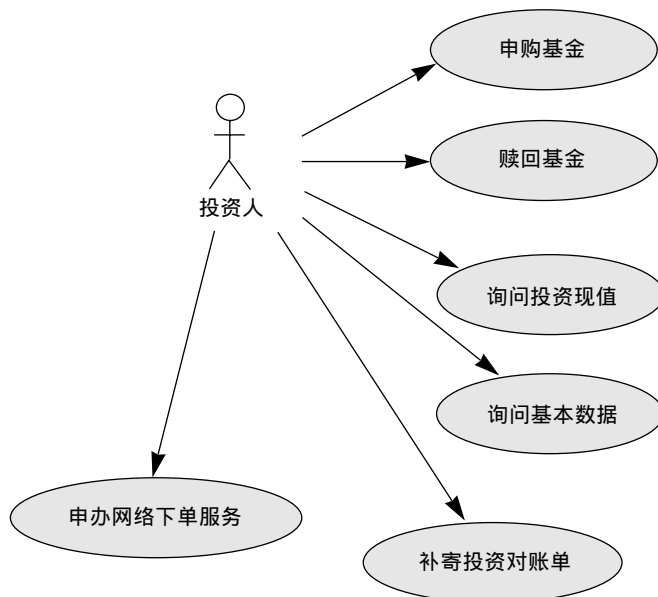 申购基金
赎回基金
投资人
询问投资现值
询问基本数据
申办网络下单服务
补寄投资对账单